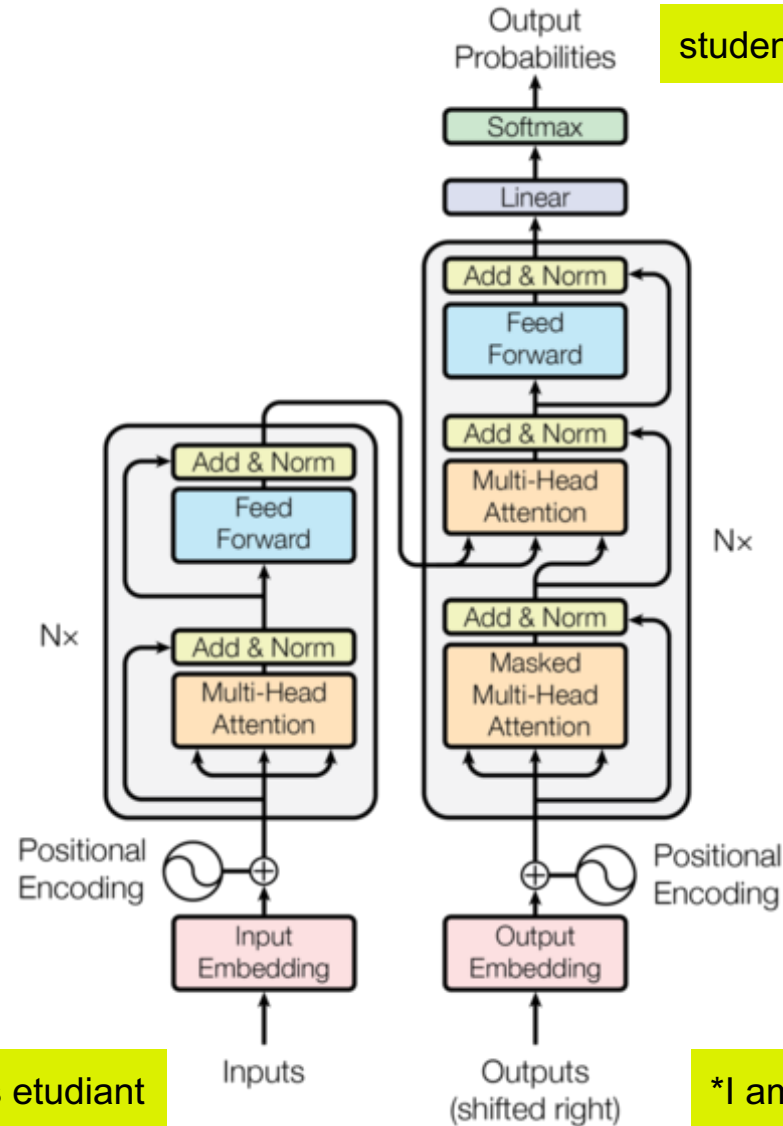 Output
Probabilities
Softmax
Linear
Add & Norm
Feed
Forward
Add & Norm
Multi-Head
Attention
Nx
Add & Norm
Masked
Multi-Head
Attention
Positional
Encoding
Output
Embedding
Outputs
(shifted right)
Add & Norm
Feed
Forward
Nx
Add & Norm
Multi-Head
Attention
Positional
Encoding
Input
Embedding
Inputs
etudiant
*I am